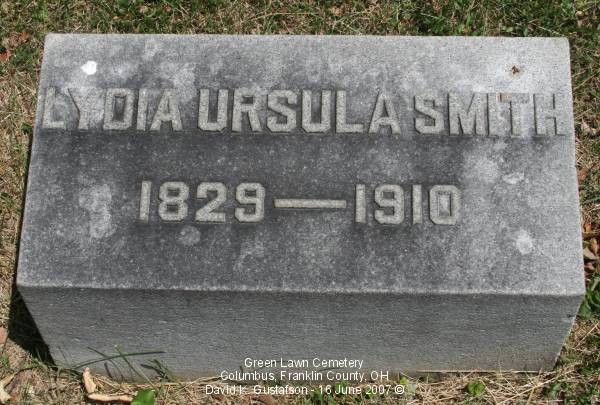 LYDIA URSULA SMITH
1829—1910
Green Lawn Cemetery
Columbus, Franklin County, OH
David K. Gustafson - 16 June 2007 ©